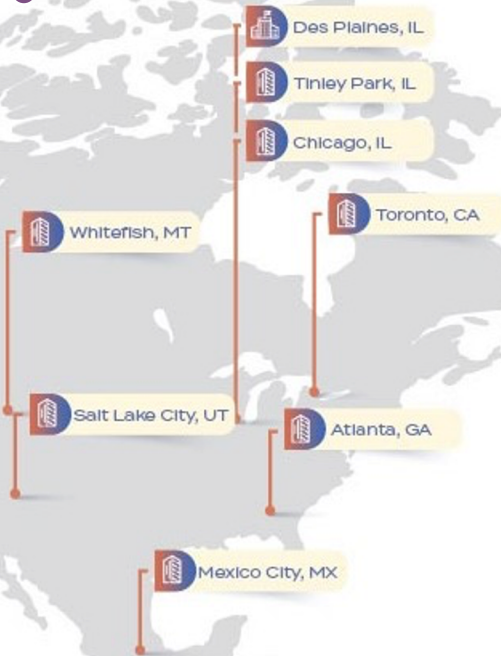 Des Plaines, IL
Tinley Park, IL
Chicago, IL
Toronto, CA
Whitefish, MT
Salt Lake City, UT
Atlanta, GA
Mexico City, MX